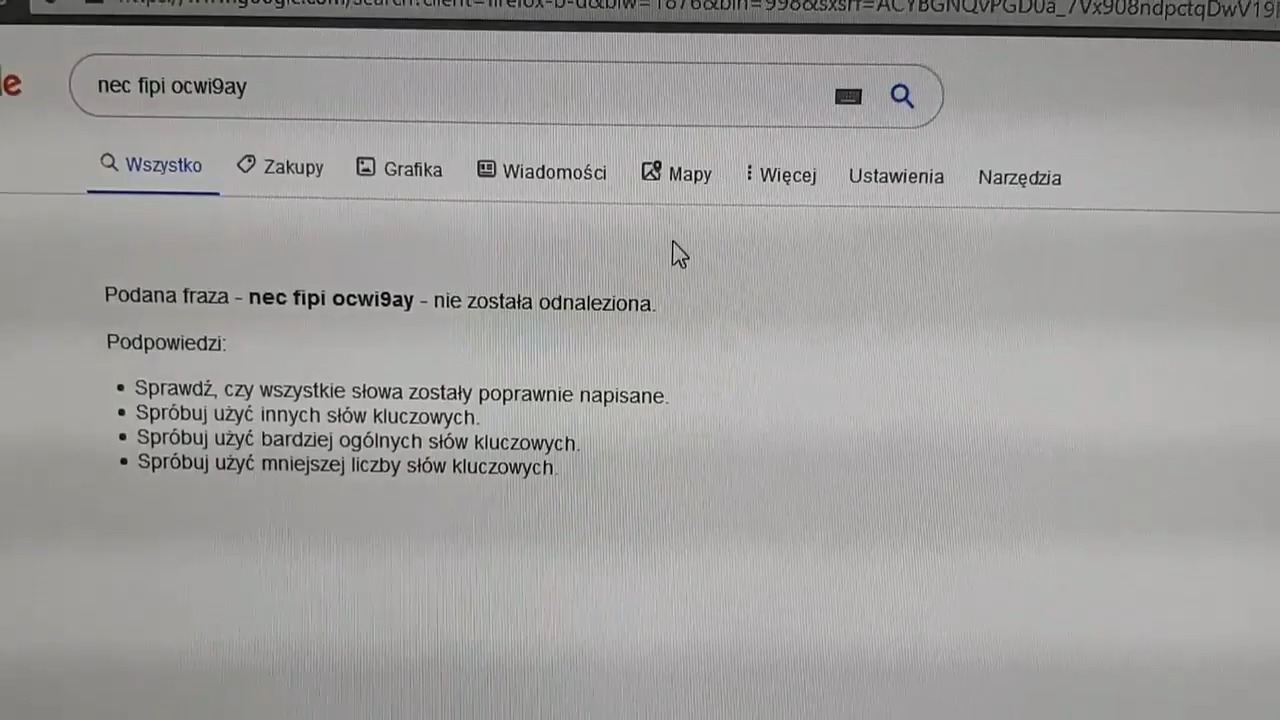 le
nec fipi ocwi9ay
Wszystko Zakupy Grafika Wiadomości Mapy Więcej Ustawienia Narzędzia
Podana fraza - nec fipi ocwi9ay - nie została odnaleziona.
Podpowiedzi:
Sprawdź, czy wszystkie słowa zostały poprawnie napisane.
Spróbuj użyć innych słów kluczowych.
Spróbuj użyć bardziej ogólnych słów kluczowych.
Spróbuj użyć mniejszej liczby słów kluczowych.